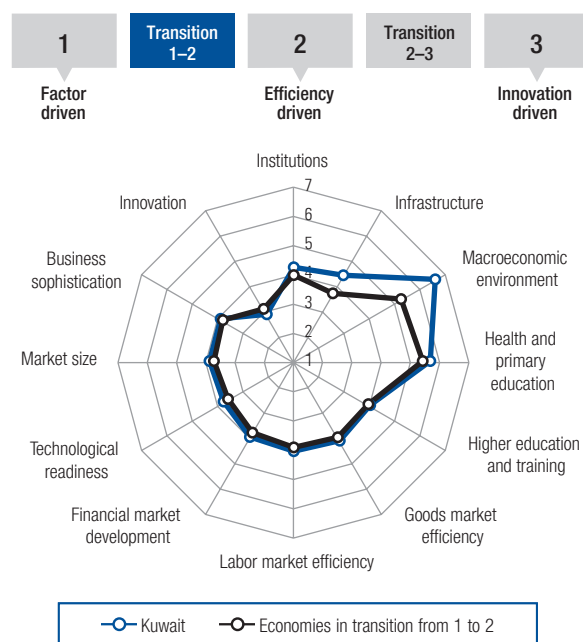 1
Transition
1–2
2
Transition
2–3
3
Factor
driven
Efficiency
driven
Innovation
driven
Institutions
Infrastructure
Macroeconomic
environment
Health and
primary
education
Higher education
and training
Goods market
efficiency
Labor market efficiency
Financial market
development
Technological
readiness
Market size
Business
sophistication
Innovation
7
6
5
4
3
2
1
Kuwait
Economies in transition from 1 to 2